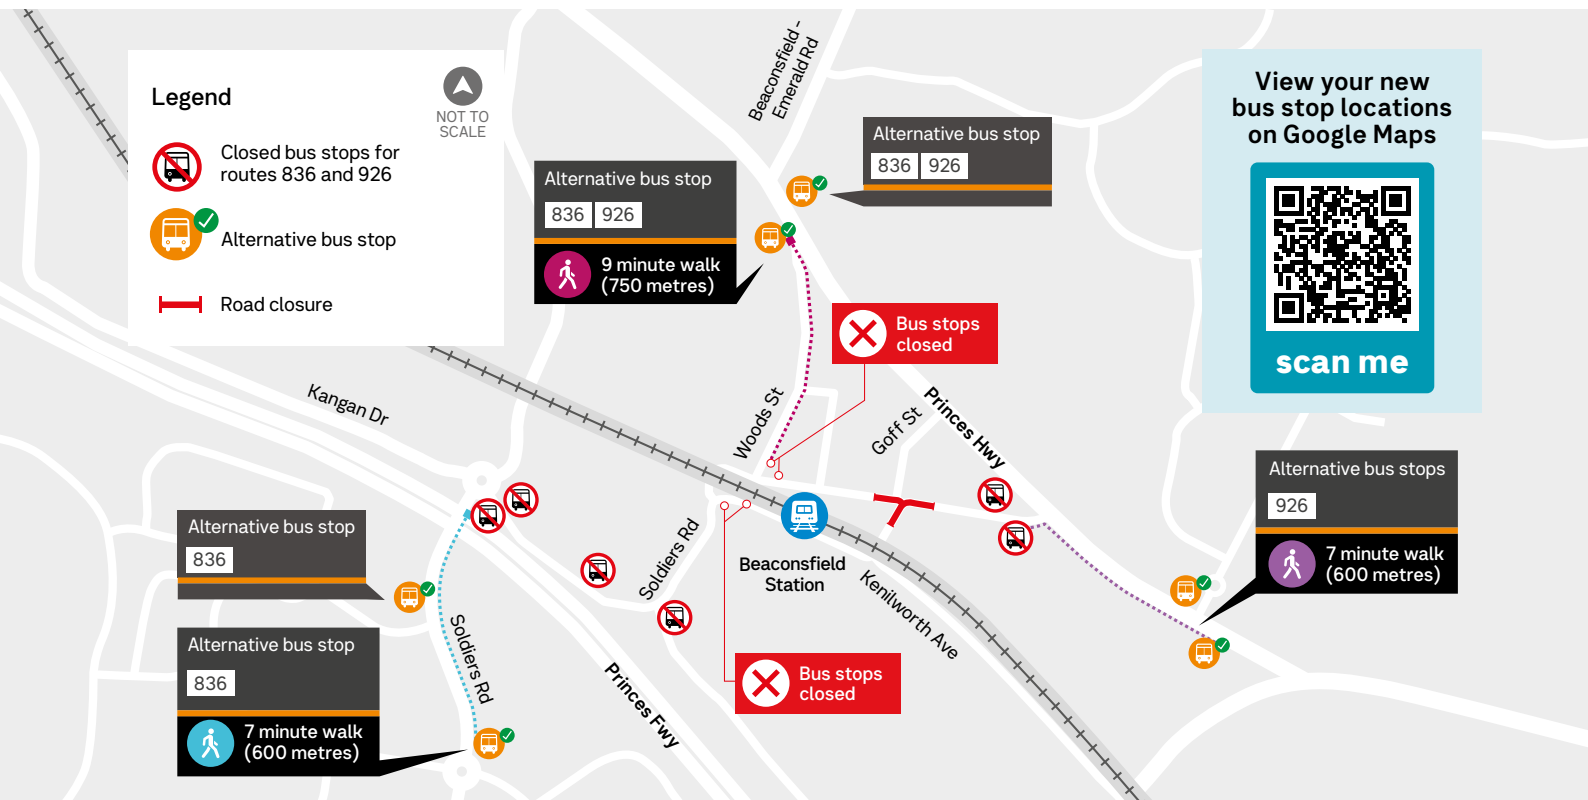 Legend
NOT TO
SCALE
Closed bus stops for
routes 836 and 926
Alternative bus stop
Road closure
Beaconsfield -
Emerald Rd
Alternative bus stop
836 926
Alternative bus stop
836 926
9 minute walk
(750 metres)
View your new
bus stop locations
on Google Maps
scan me
Bus stops
closed
Kangan Dr
Woods St
Goff St
Princes Hwy
Alternative bus stops
926
7 minute walk
(600 metres)
Alternative bus stop
836
Soldiers Rd
Beaconsfield
Station
Kenilworth Ave
Alternative bus stop
836
7 minute walk
(600 metres)
Soldiers Rd
Princes Fwy
Bus stops
closed